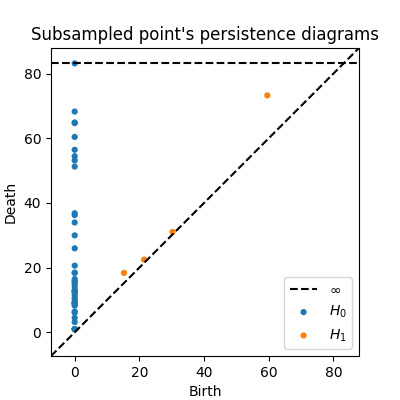 Subsampled point's persistence diagrams
80
60
40
20
0
Death
0 20 40 60 80
Birth
∞
H₀
H₁